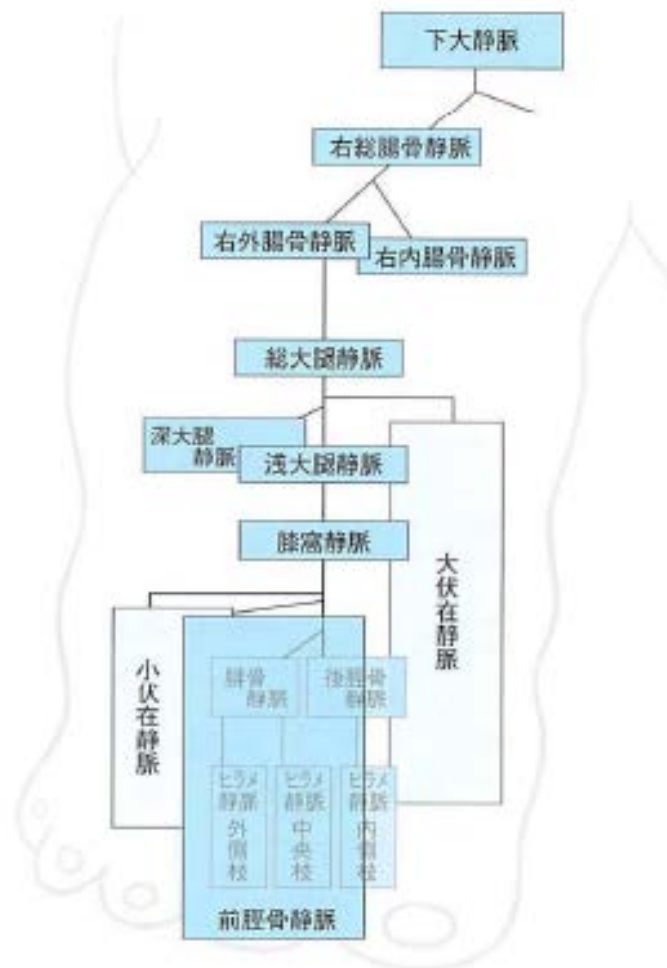 下大静脈
右総腸骨静脈
右外腸骨静脈
右内腸骨静脈
総大腿静脈
深大腿
静脈
浅大腿静脈
膝窩静脈
大伏在静脈
小伏在静脈
腓骨
静脈
後脛骨
静脈
ヒラメ
静脈
外側枝
ヒラメ
静脈
中央枝
ヒラメ
静脈
内側枝
前脛骨静脈